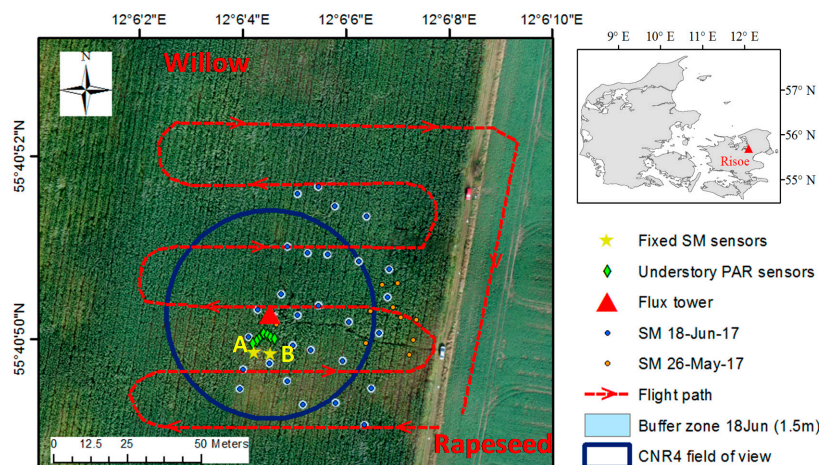 12°6'2"E 12°6'4"E 12°6'6"E 12°6'8"E 12°6'10"E
Willow
N
55°40'52"N
55°40'50"N
A
B
Rapeseed
0 12.5 25 50 Meters
9° E 10° E 11° E 12° E
57° N
56° N
55° N
Risoe
Fixed SM sensors
Understory PAR sensors
Flux tower
SM 18-Jun-17
SM 26-May-17
Flight path
Buffer zone 18Jun (1.5m)
CNR4 field of view